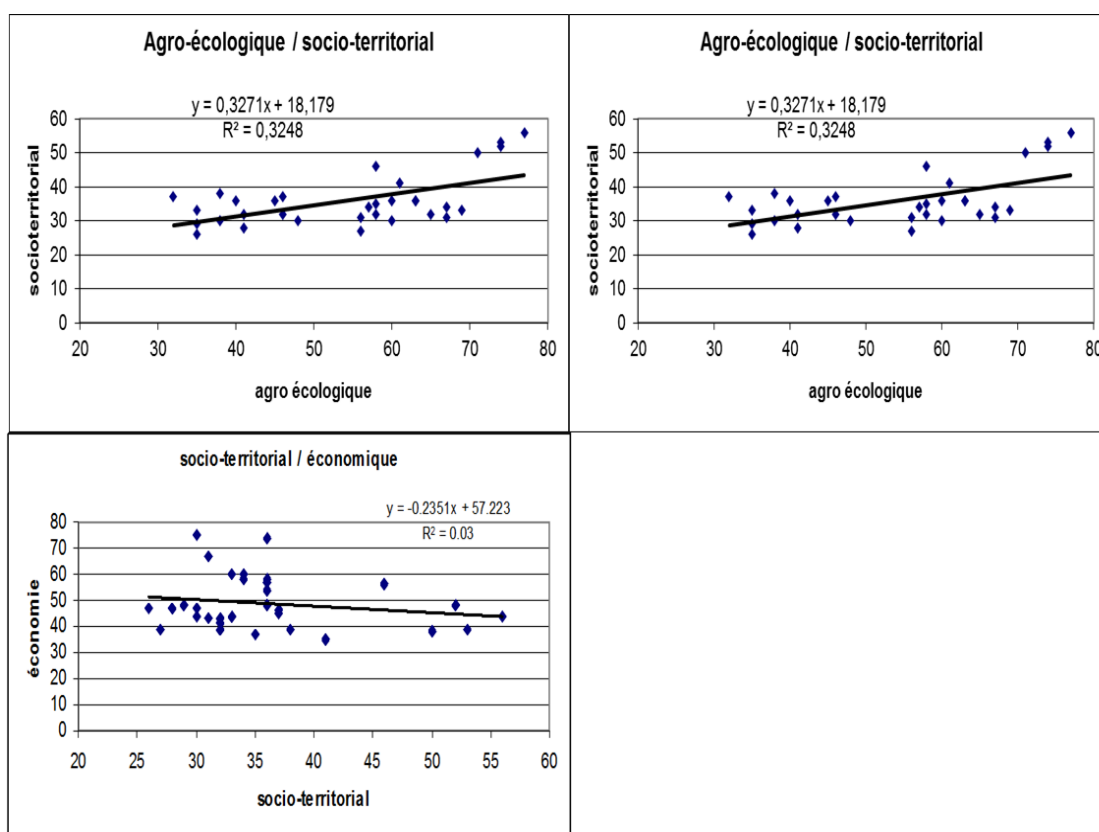 Agro-écologique / socio-territorial
y = 0,3271x + 18,179
R² = 0,3248
socioterritorial
60
50
40
30
20
10
0
20 30 40 50 60 70 80
agro écologique
Agro-écologique / socio-territorial
y = 0,3271x + 18,179
R² = 0,3248
socioterritorial
60
50
40
30
20
10
0
20 30 40 50 60 70 80
agro écologique
socio-territorial / économique
y = -0.2351x + 57.223
R² = 0.03
économie
80
70
60
50
40
30
20
10
0
20 25 30 35 40 45 50 55 60
socio-territorial